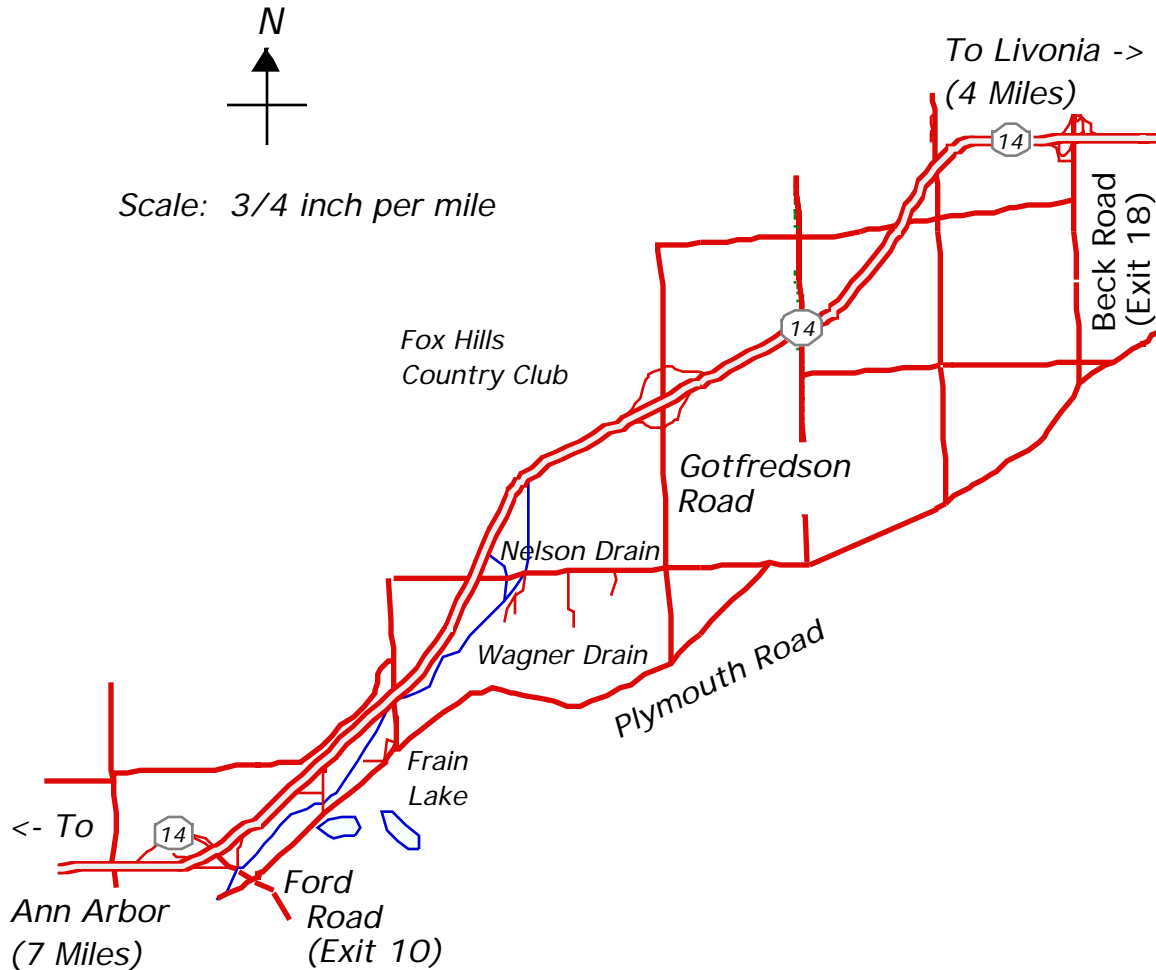 N
To Livonia ->
(4 Miles)
14
Scale: 3/4 inch per mile
Beck Road
(Exit 18)
14
Fox Hills
Country Club
Gotfredson
Road
Nelson Drain
Wagner Drain
Plymouth Road
Frain
Lake
<- To
14
Ann Arbor
(7 Miles)
Ford
Road
(Exit 10)